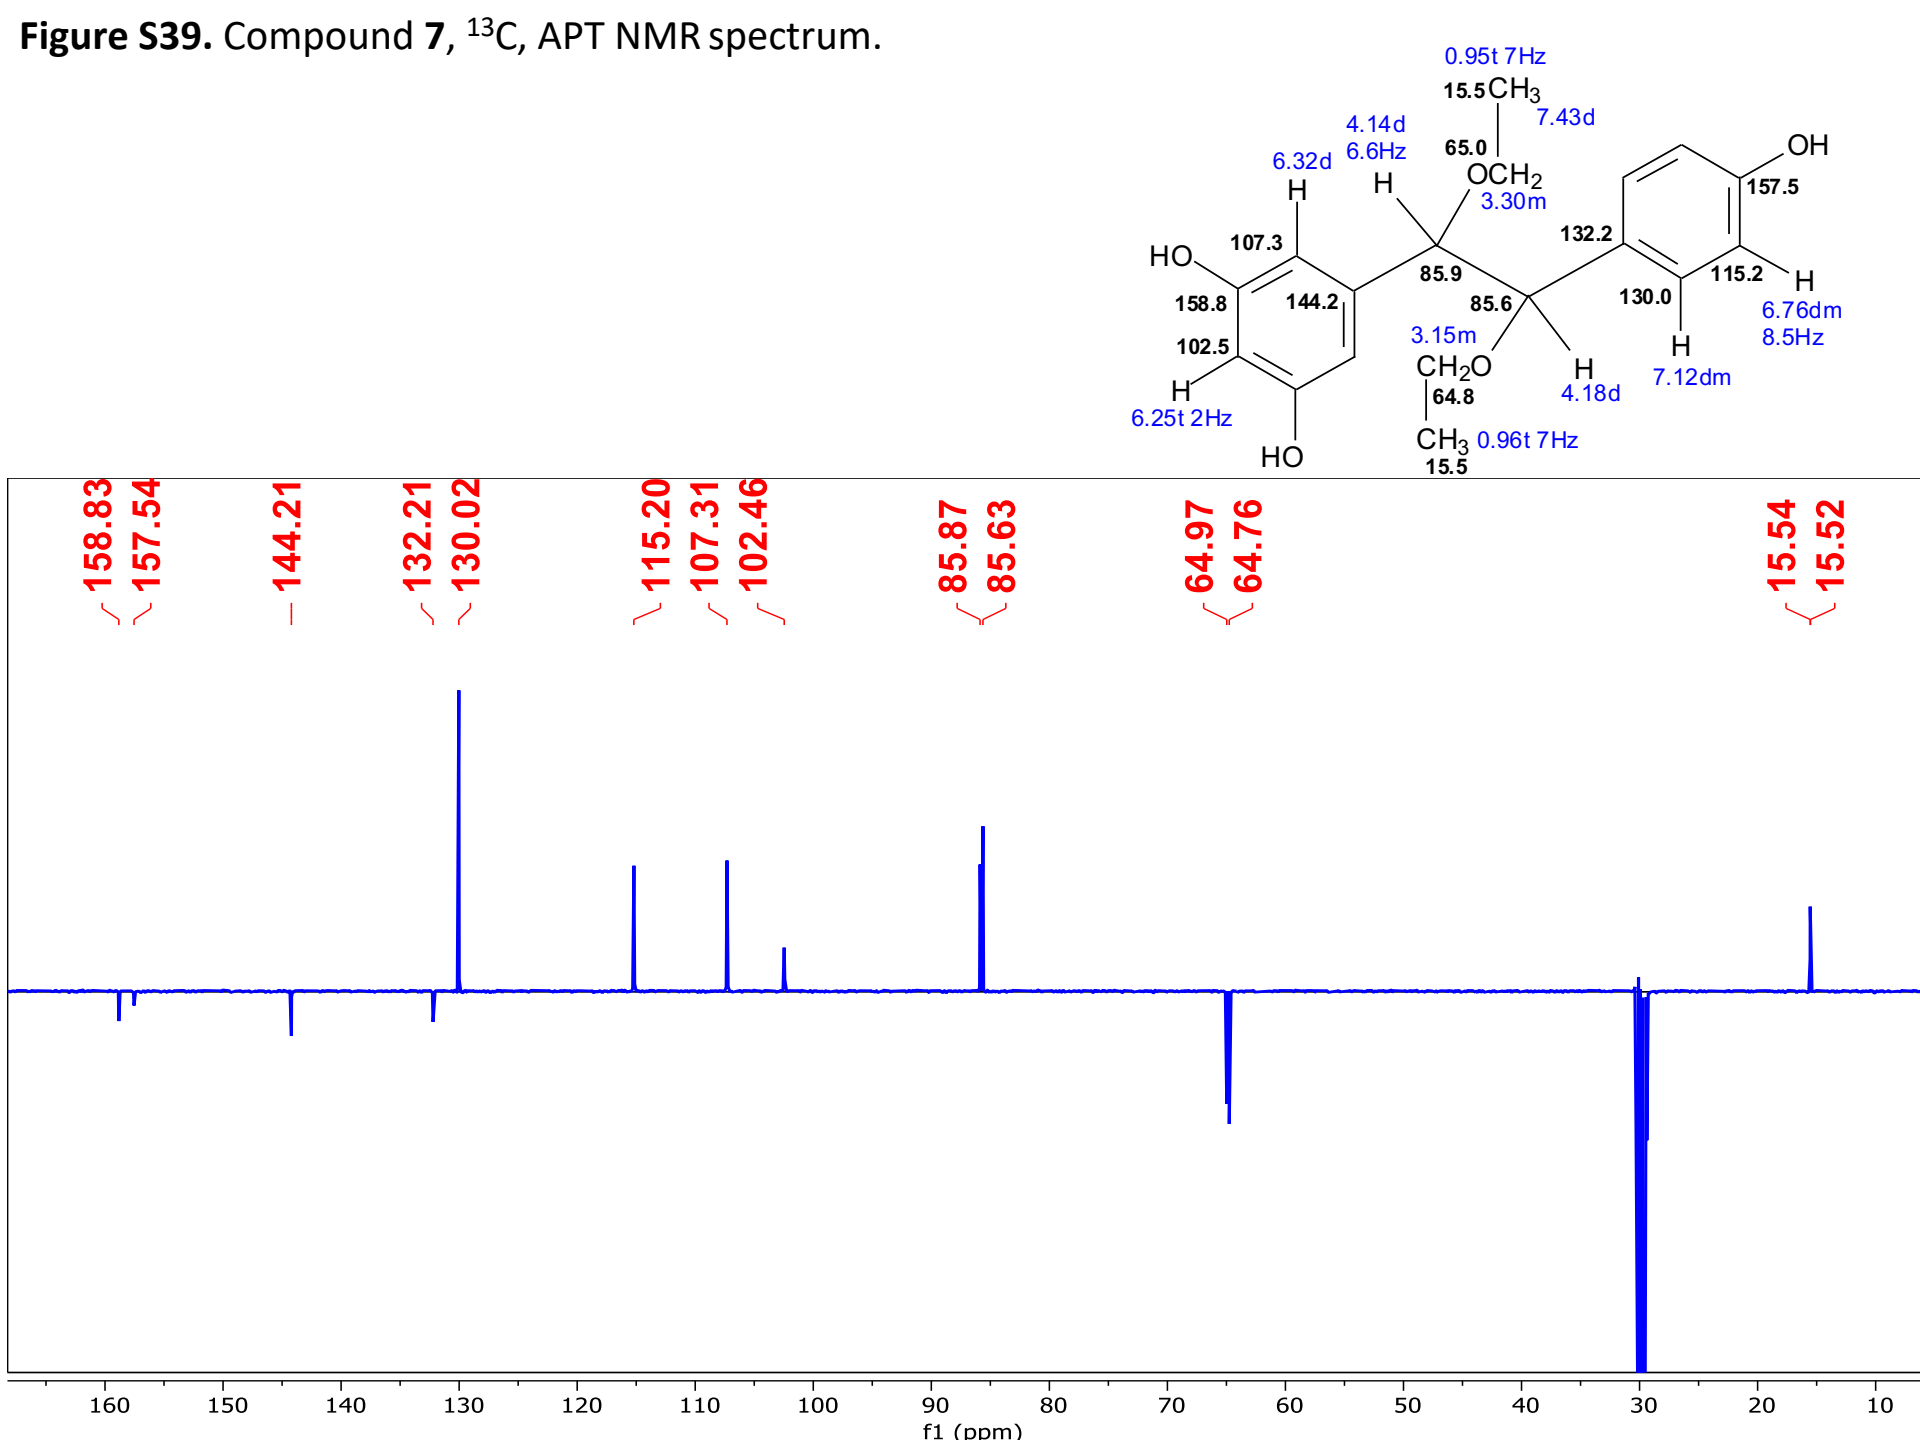 Figure S39. Compound 7, 13C, APT NMR spectrum.
0.95t 7Hz
15.5 CH3
7.43d
4.14d
6.6Hz
65.0
OCH2
3.30m
6.32d
H
H
OH
157.5
HO
107.3
132.2
85.9
158.8
144.2
85.6
130.0
115.2
H
6.76dm
8.5Hz
102.5
3.15m
CH2O
64.8
H
4.18d
H
7.12dm
H
6.25t 2Hz
HO
CH3 0.96t 7Hz
15.5
158.83
157.54
144.21
132.21
130.02
115.20
107.31
102.46
85.87
85.63
64.97
64.76
15.54
15.52
160 150 140 130 120 110 100 90 80 70 60 50 40 30 20 10
f1 (ppm)